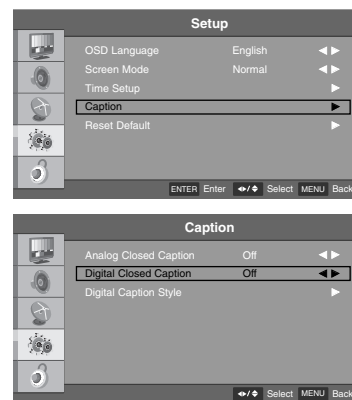 Setup
OSD Language English
Screen Mode Normal
Time Setup
Caption
Reset Default
ENTER Enter Select MENU Back
Caption
Analog Closed Caption Off
Digital Closed Caption Off
Digital Caption Style
Select MENU Back